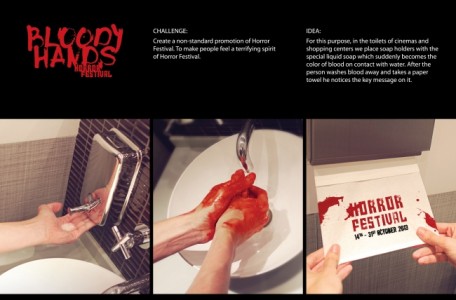 BLOODY
HANDS
HORROR
FESTIVAL
CHALLENGE:
Create a non-standard promotion of Horror
Festival. To make people feel a terrifying spirit
of Horror Festival.
IDEA:
For this purpose, in the toilets of cinemas and
shopping centers we place soap holders with the
special liquid soap which suddenly becomes the
color of blood on contact with water. After the
person washes blood away and takes a paper
towel he notices the key message on it.
HORROR
FESTIVAL
14TH - 31ST OCTOBER 2013